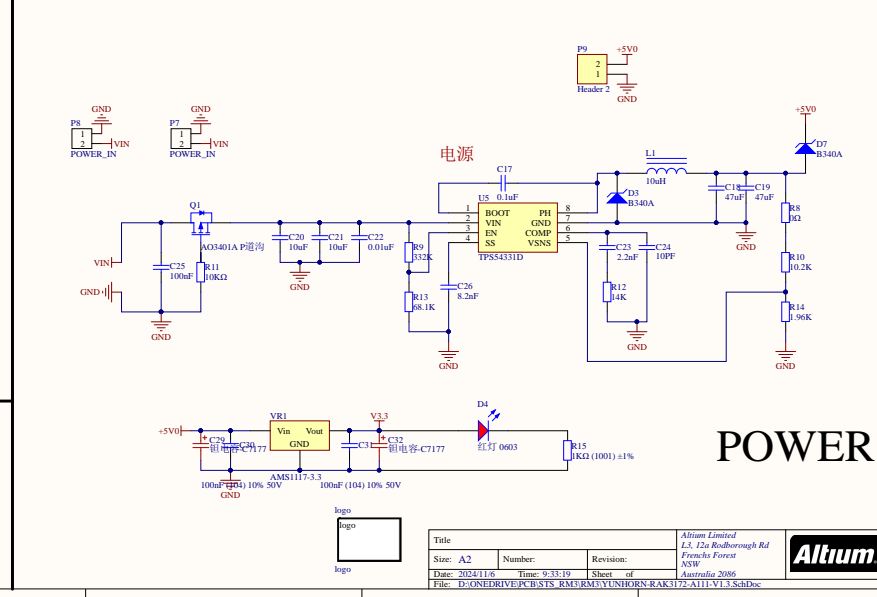 P9
+5V0
2
1
Header 2
GND
GND
P8
1
2
VIN
POWER_IN
GND
P7
1
2
VIN
POWER_IN
+5V0
D7
B340A
电源
C17
0.1uF
L1
10uH
D3
B340A
C18
47uF
C19
47uF
GND
R8
0Ω
R10
10.2K
R14
1.96K
GND
Q1
AO3401A P道沟
VIN
GND
C25
100nF
R11
10KΩ
GND
C20
10uF
C21
10uF
C22
0.01uF
GND
R9
332K
R13
68.1K
C26
8.2nF
GND
U5
1 BOOT PH 8
2 VIN GND 7
3 EN COMP 6
4 SS VSNS 5
TPS54331D
C23
2.2nF
C24
10PF
R12
14K
GND
+5V0
C29
钽电容-C7177
C30
100nF (104) 10% 50V
GND
VR1
Vin Vout
GND
AMS1117-3.3
V3.3
C31
100nF (104) 10% 50V
C32
钽电容-C7177
D4
红灯 0603
R15
1KΩ (1001) ±1%
POWER
logo
logo
logo
Title
Size: A2 Number: Revision:
Date: 2024/11/6 Time: 9:33:19 Sheet of
File: D:\ONEDRIVE\PCB\STS_RM3\RM3\YUNHORN-RAK3172-A111-V1.3.SchDoc
Altium Limited
L3, 12a Rodborough Rd
Frenchs Forest
NSW
Australia 2086
Altıum